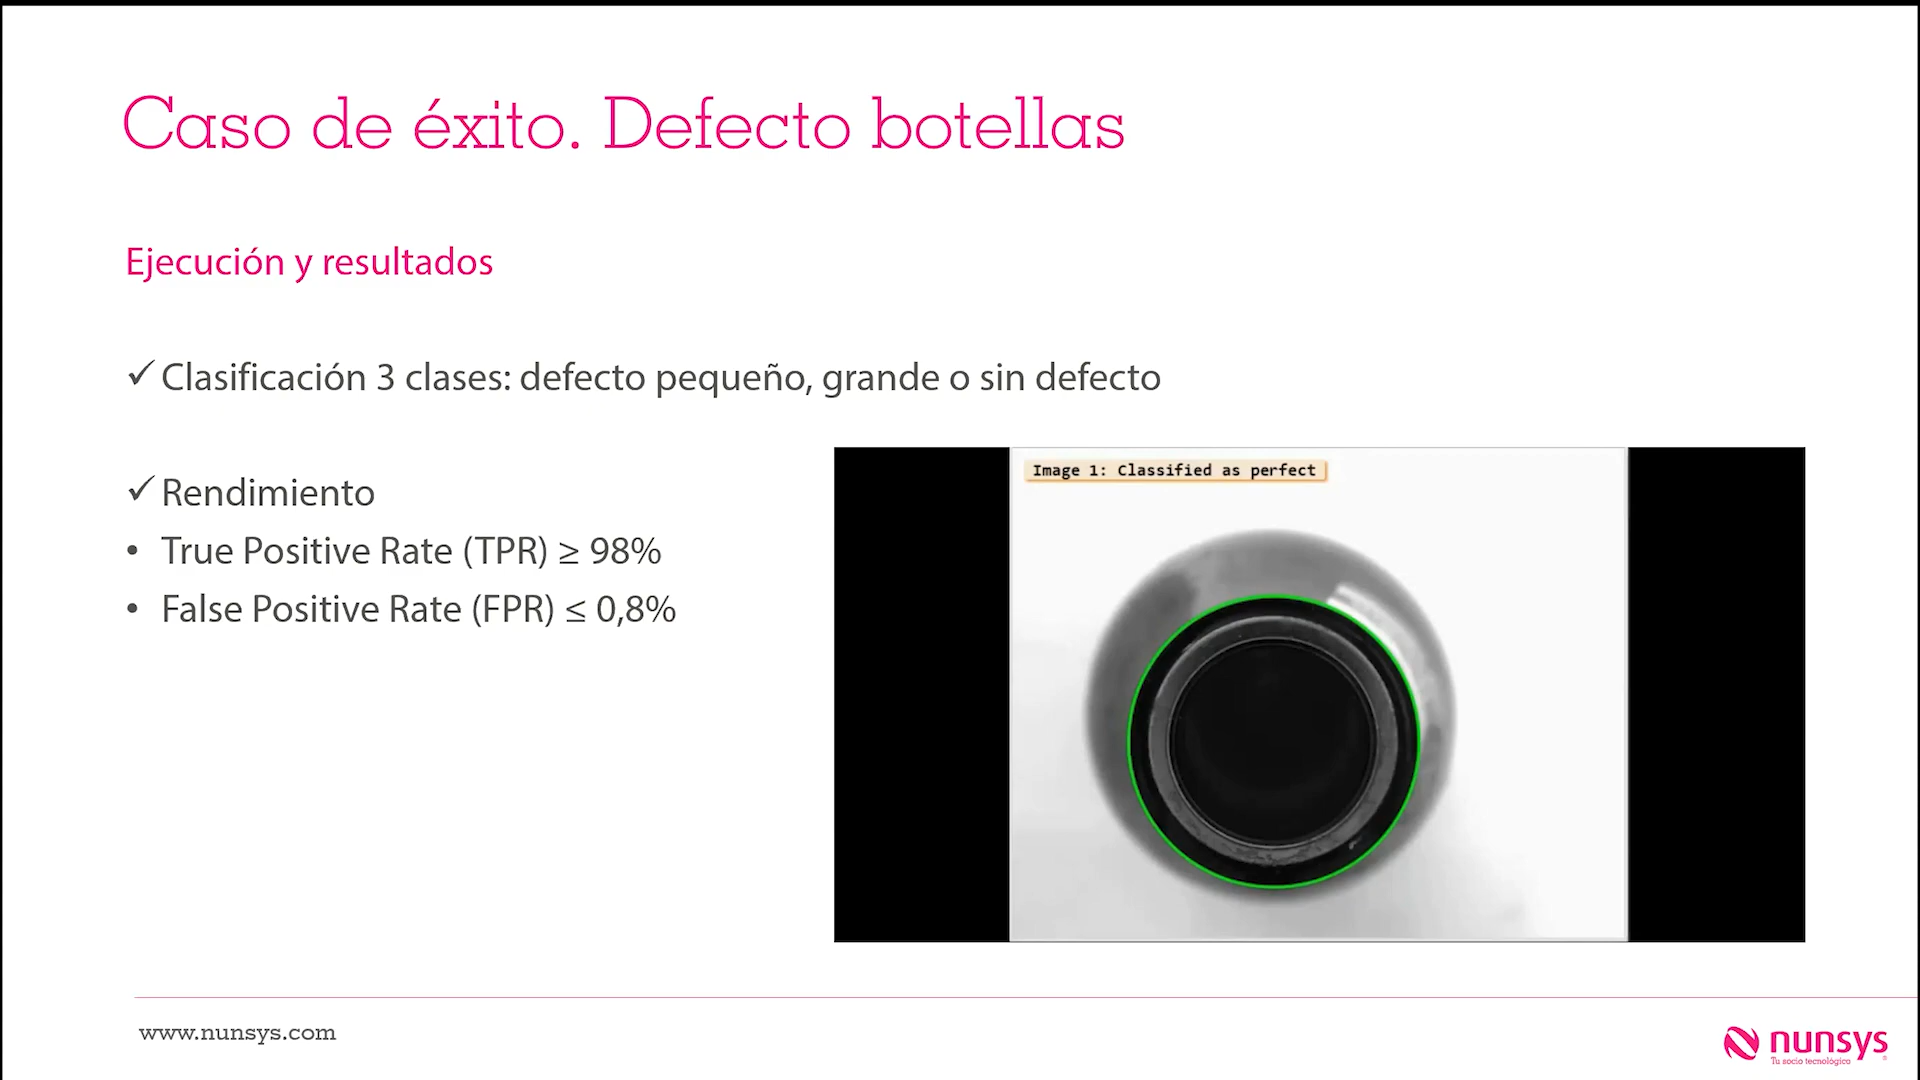 Caso de éxito. Defecto botellas
Ejecución y resultados
✓ Clasificación 3 clases: defecto pequeño, grande o sin defecto
✓ Rendimiento
• True Positive Rate (TPR) ≥ 98%
• False Positive Rate (FPR) ≤ 0,8%
Image 1: Classified as perfect
www.nunsys.com
nunsys
Tu socio tecnológico